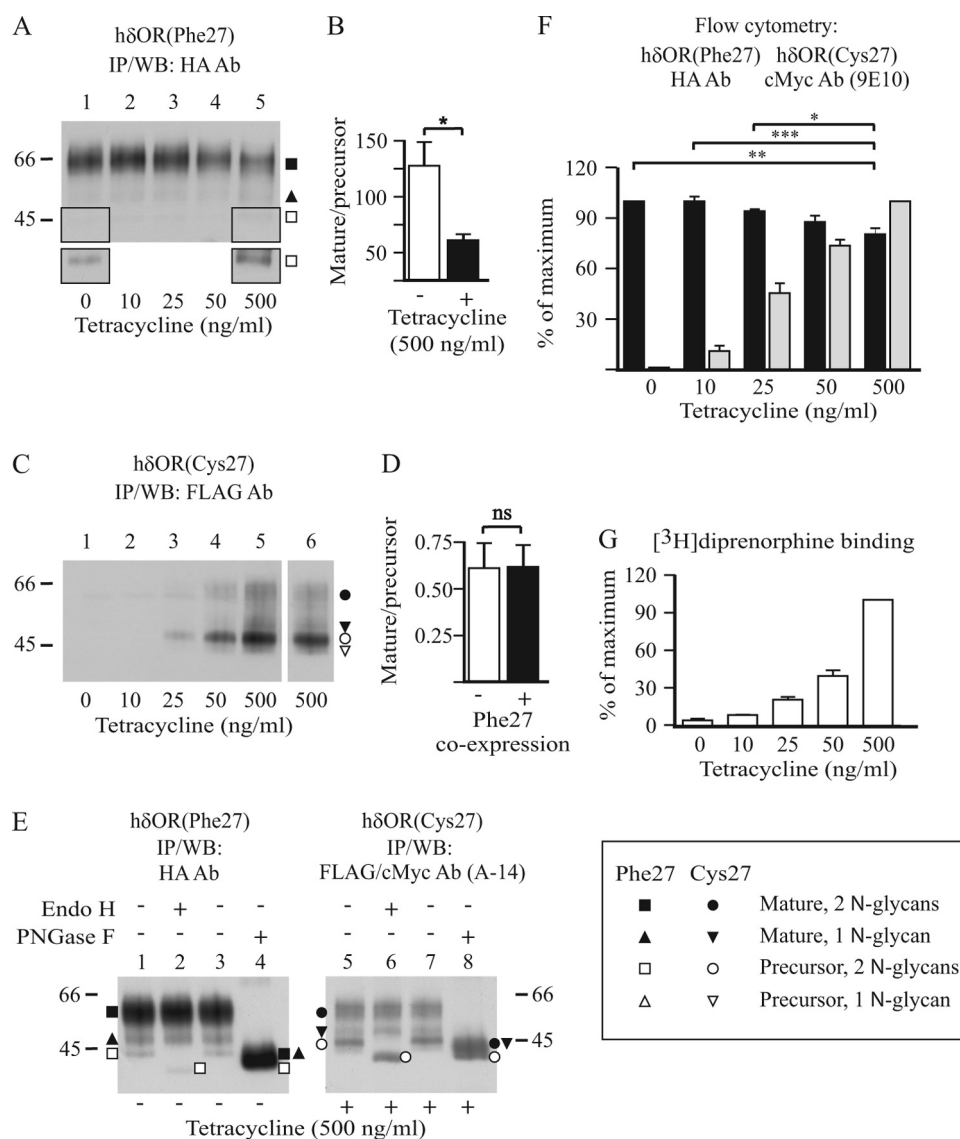 A
hδOR(Phe27)
IP/WB: HA Ab
1 2 3 4 5
66
45
0 10 25 50 500
Tetracycline (ng/ml)
B
*
Mature/precursor
150
125
50
- +
Tetracycline
(500 ng/ml)
F
Flow cytometry:
hδOR(Phe27) hδOR(Cys27)
HA Ab cMyc Ab (9E10)
*
***
**
% of maximum
120
90
60
30
0 10 25 50 500
Tetracycline (ng/ml)
C
hδOR(Cys27)
IP/WB: FLAG Ab
1 2 3 4 5 6
66
45
0 10 25 50 500 500
Tetracycline (ng/ml)
D
ns
Mature/precursor
0.75
0.50
0.25
- +
Phe27
co-expression
G
[3H]diprenorphine binding
% of maximum
120
90
60
30
0
0 10 25 50 500
Tetracycline (ng/ml)
E
hδOR(Phe27) hδOR(Cys27)
IP/WB: IP/WB:
HA Ab FLAG/cMyc Ab (A-14)
Endo H - + - - - + - -
PNGase F - - - + - - - +
1 2 3 4 5 6 7 8
66 66
45 45
- - - - + + + +
Tetracycline (500 ng/ml)
Phe27 Cys27
Mature, 2 N-glycans
Mature, 1 N-glycan
Precursor, 2 N-glycans
Precursor, 1 N-glycan